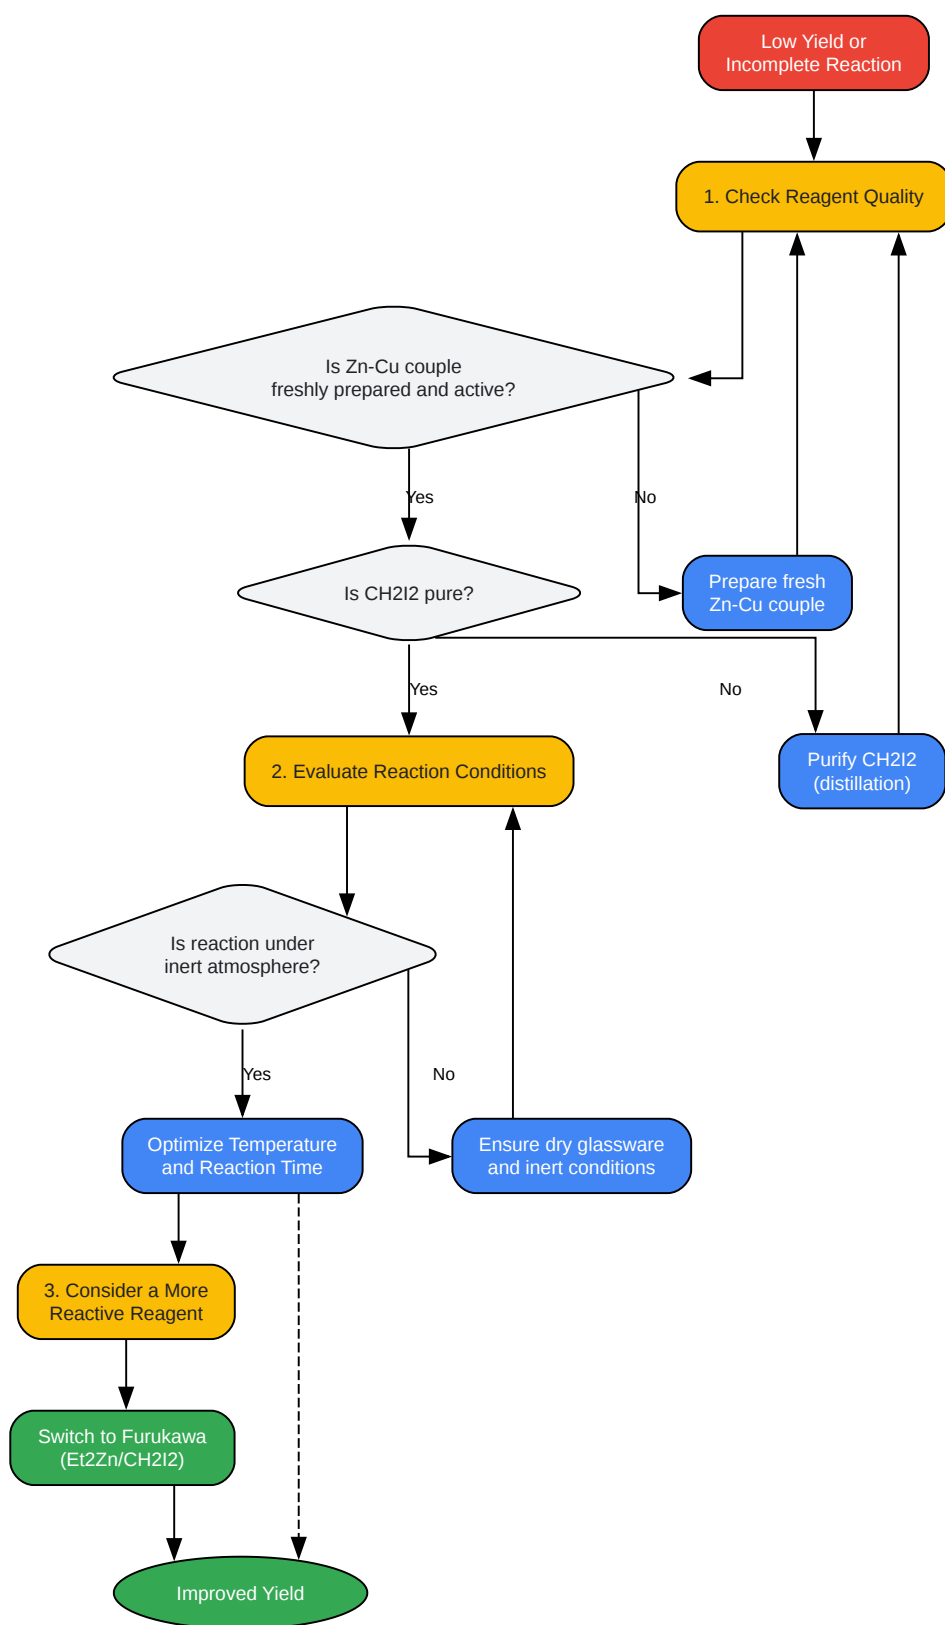 Low Yield or
Incomplete Reaction
1. Check Reagent Quality
Is Zn-Cu couple
freshly prepared and active?
Yes
No
Prepare fresh
Zn-Cu couple
Is CH2I2 pure?
Yes
No
Purify CH2I2
(distillation)
2. Evaluate Reaction Conditions
Is reaction under
inert atmosphere?
Yes
No
Optimize Temperature
and Reaction Time
Ensure dry glassware
and inert conditions
3. Consider a More
Reactive Reagent
Switch to Furukawa
(Et2Zn/CH2I2)
Improved Yield